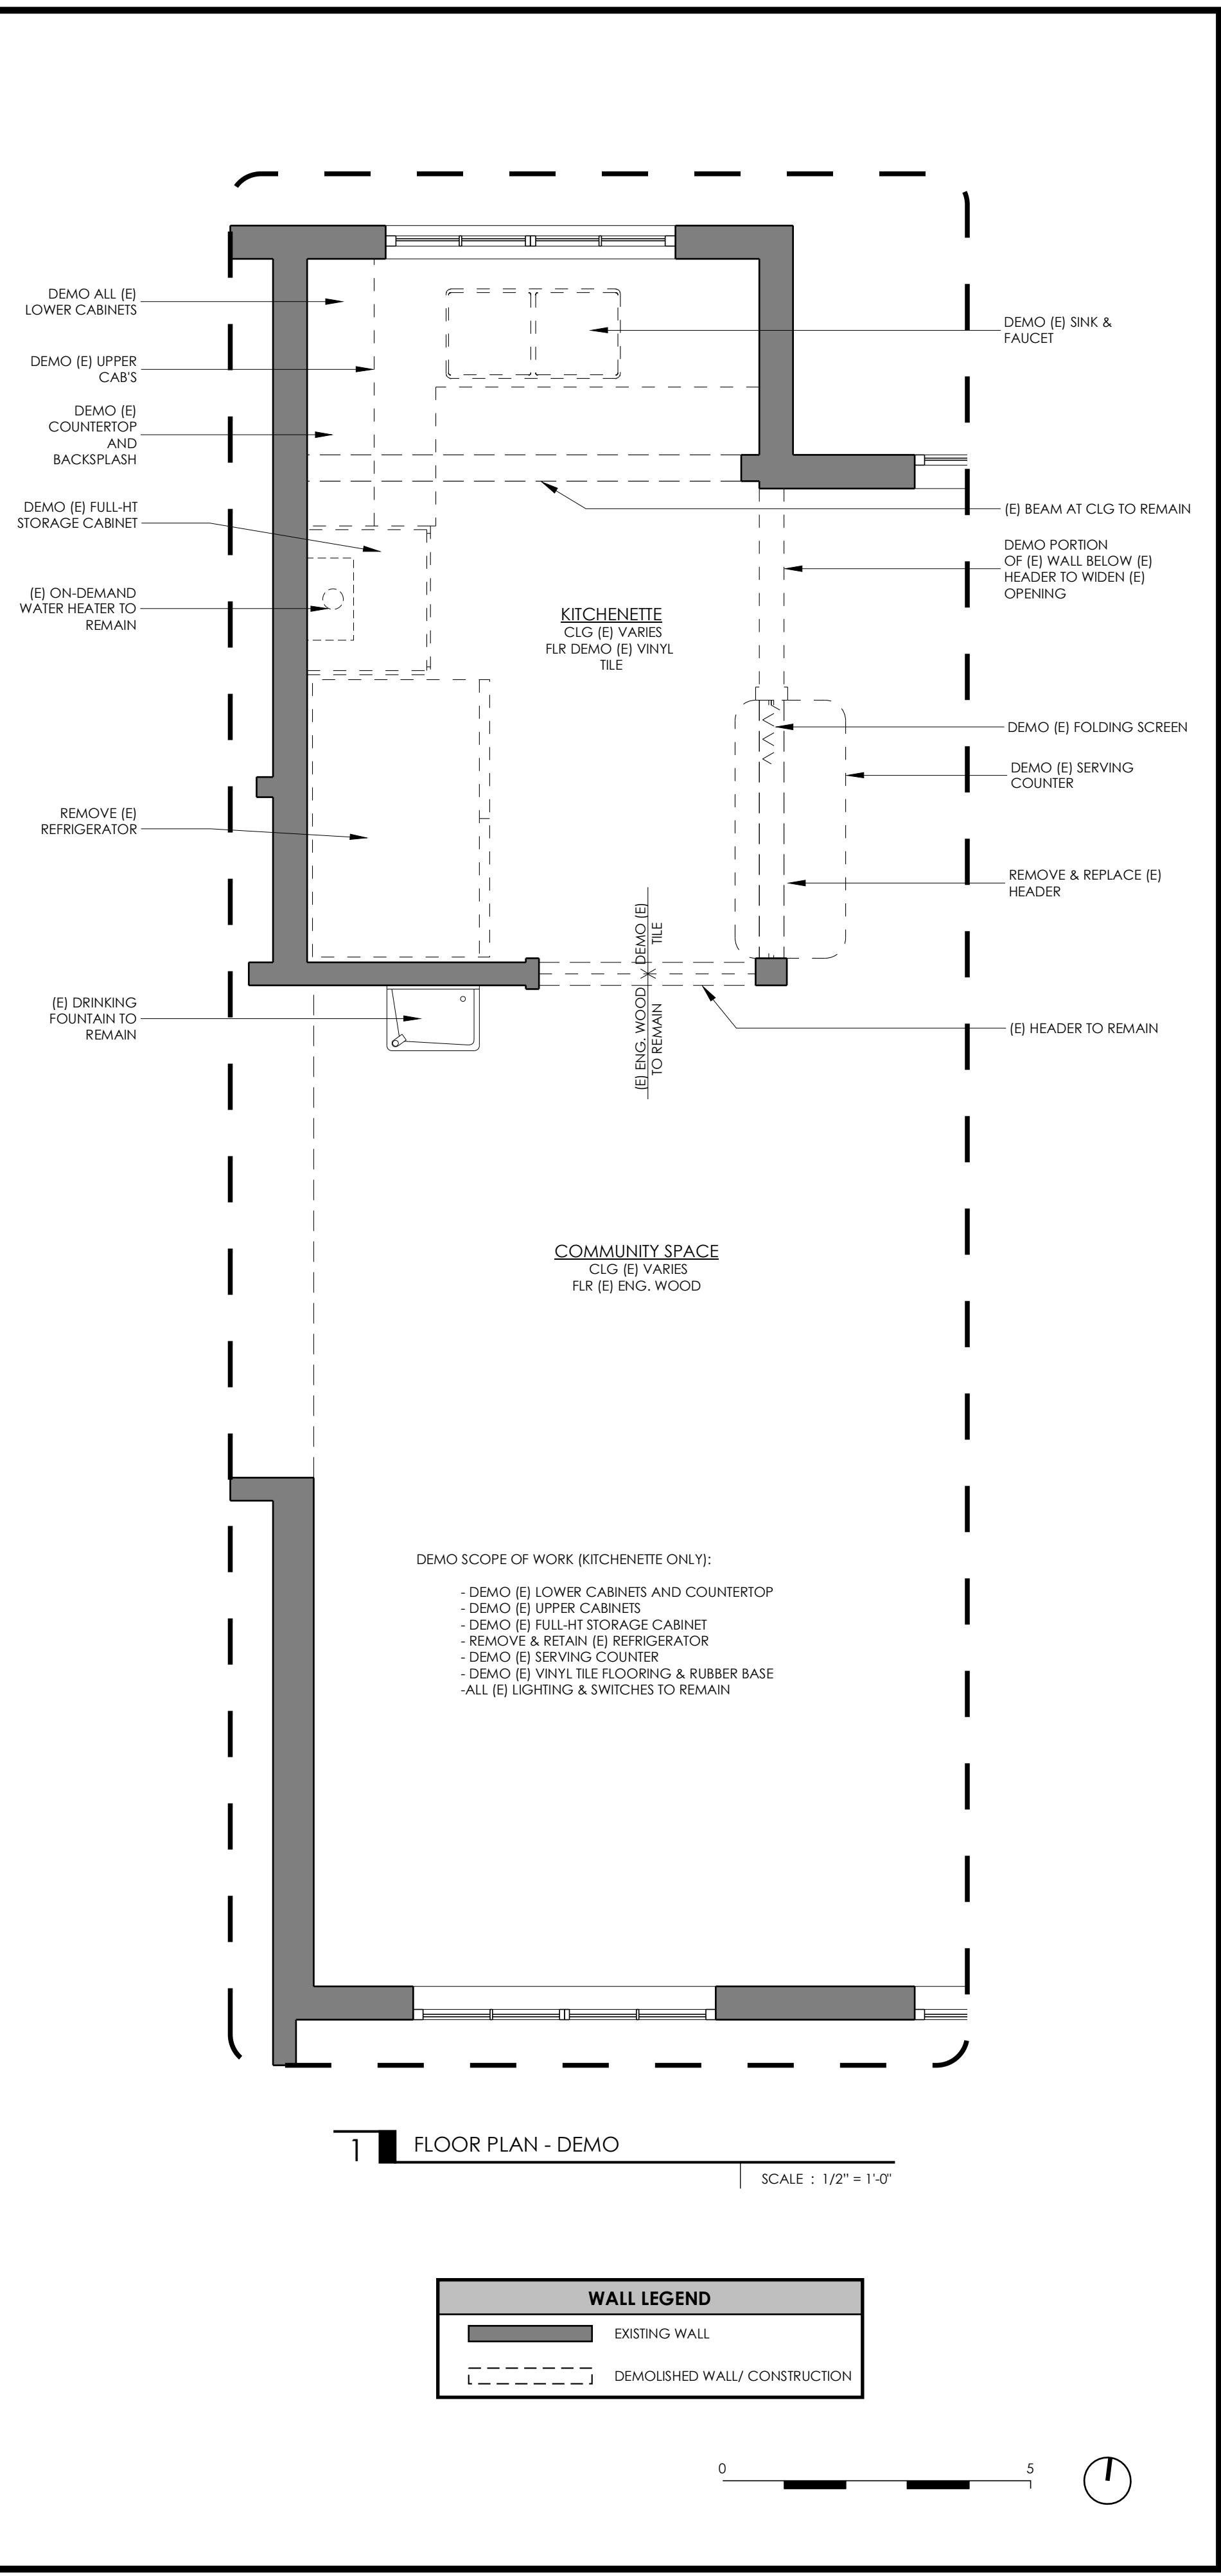 DEMO ALL (E)
LOWER CABINETS
DEMO (E) UPPER
CAB'S
DEMO (E)
COUNTERTOP
AND
BACKSPLASH
DEMO (E) FULL-HT
STORAGE CABINET
(E) ON-DEMAND
WATER HEATER TO
REMAIN
REMOVE (E)
REFRIGERATOR
(E) DRINKING
FOUNTAIN TO
REMAIN
DEMO (E) SINK &
FAUCET
(E) BEAM AT CLG TO REMAIN
DEMO PORTION
OF (E) WALL BELOW (E)
HEADER TO WIDEN (E)
OPENING
DEMO (E) FOLDING SCREEN
DEMO (E) SERVING
COUNTER
REMOVE & REPLACE (E)
HEADER
(E) HEADER TO REMAIN
KITCHENETTE
CLG (E) VARIES
FLR DEMO (E) VINYL
TILE
DEMO (E)
TILE
(E) ENG. WOOD
TO REMAIN
COMMUNITY SPACE
CLG (E) VARIES
FLR (E) ENG. WOOD
DEMO SCOPE OF WORK (KITCHENETTE ONLY):
- DEMO (E) LOWER CABINETS AND COUNTERTOP
- DEMO (E) UPPER CABINETS
- DEMO (E) FULL-HT STORAGE CABINET
- REMOVE & RETAIN (E) REFRIGERATOR
- DEMO (E) SERVING COUNTER
- DEMO (E) VINYL TILE FLOORING & RUBBER BASE
-ALL (E) LIGHTING & SWITCHES TO REMAIN
1 FLOOR PLAN - DEMO
SCALE : 1/2" = 1'-0"
WALL LEGEND
EXISTING WALL
DEMOLISHED WALL/ CONSTRUCTION
0 5